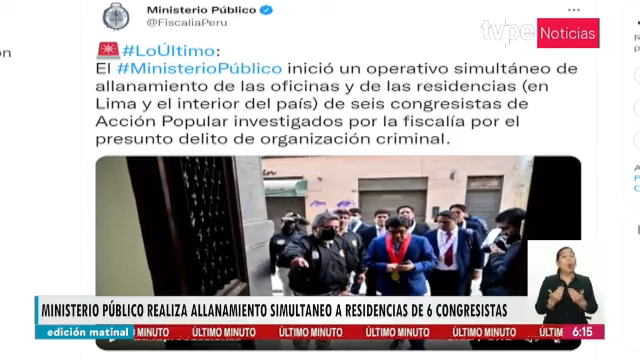 Ministerio Público
@FiscaliaPeru
tvpe Noticias
#LoÚltimo:
El #MinisterioPúblico inició un operativo simultáneo de
allanamiento de las oficinas y de las residencias (en
Lima y el interior del país) de seis congresistas de
Acción Popular investigados por la fiscalía por el
presunto delito de organización criminal.
MINISTERIO PÚBLICO REALIZA ALLANAMIENTO SIMULTANEO A RESIDENCIAS DE 6 CONGRESISTAS
edición matinal MINUTO ÚLTIMO MINUTO ÚLTIMO MINUTO ÚLTIMO MINUTO ÚLTIMO MINUTO ÚLTIM 6:15